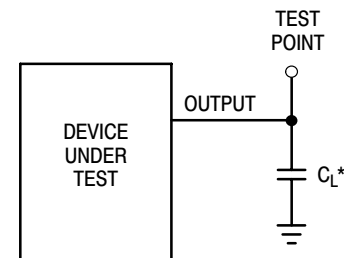 TEST
POINT
OUTPUT
DEVICE
UNDER
TEST
C_L*